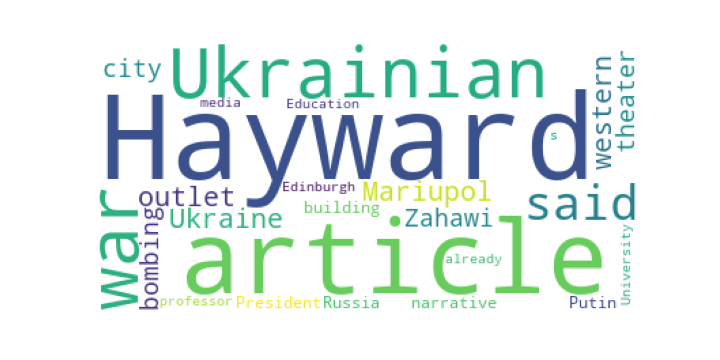 city
Ukrainian
western
theater
media
Education
Hayward
s
war
bombing
outlet
Edinburgh
Mariupol
said
Ukraine
building
Zahawi
article
already
University
professor
President
Russia
narrative
Putin